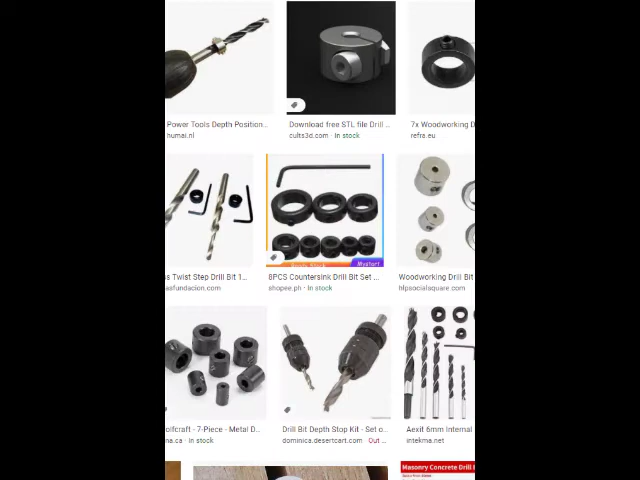 Power Tools Depth Position...
humai.nl
Download free STL file Drill ...
cults3d.com · In stock
7x Woodworking D
refra.eu
Mystart
s Twist Step Drill Bit 1...
asfundacion.com
8PCS Countersink Drill Bit Set ...
shopee.ph · In stock
Woodworking Drill Bit
hlpsocialsquare.com
olfcraft - 7-Piece - Metal D...
na.ca · In stock
Drill Bit Depth Stop Kit - Set o...
dominica.desertcart.com · Out ...
Aexit 6mm Internal
intekma.net
Masonry Concrete Drill